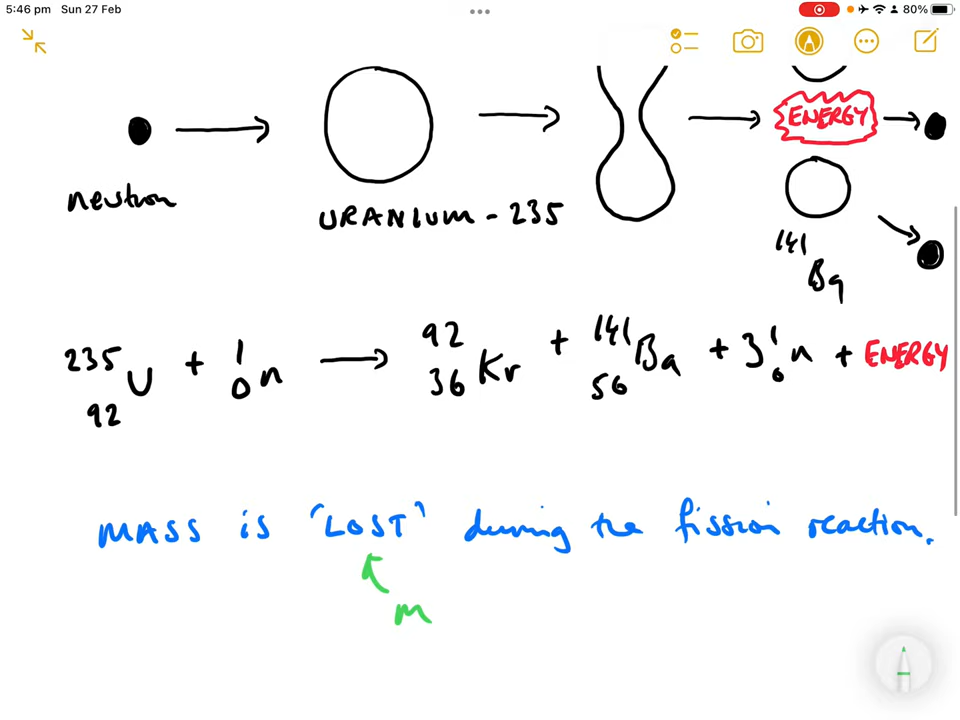 5:46 pm Sun 27 Feb
80%
ENERGY
neutron
URANIUM - 235
141
Ba
235 U + 1 n → 92 Kr + 141 Ba + 3 1 n + ENERGY
92 0 36 56 0
MASS is 'LOST' during the fission reaction.
m